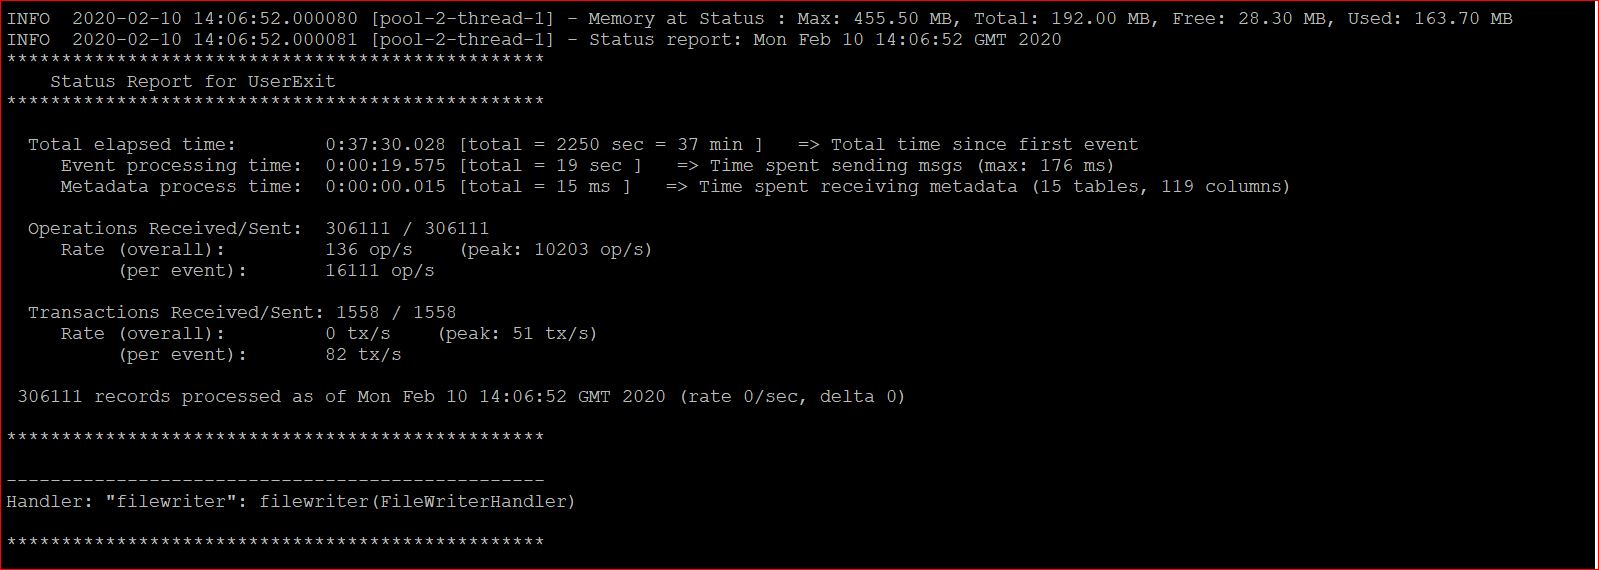 INFO  2020-02-10 14:06:52.000080 [pool-2-thread-1] - Memory at Status : Max: 455.50 MB, Total: 192.00 MB, Free: 28.30 MB, Used: 163.70 MB
INFO  2020-02-10 14:06:52.000081 [pool-2-thread-1] - Status report: Mon Feb 10 14:06:52 GMT 2020
*************************************************
    Status Report for UserExit
*************************************************
  Total elapsed time:        0:37:30.028 [total = 2250 sec = 37 min ]   => Total time since first event
     Event processing time:  0:00:19.575 [total = 19 sec ]   => Time spent sending msgs (max: 176 ms)
     Metadata process time:  0:00:00.015 [total = 15 ms ]   => Time spent receiving metadata (15 tables, 119 columns)
  Operations Received/Sent:  306111 / 306111
     Rate (overall):         136 op/s    (peak: 10203 op/s)
          (per event):       16111 op/s
  Transactions Received/Sent: 1558 / 1558
     Rate (overall):         0 tx/s    (peak: 51 tx/s)
          (per event):       82 tx/s
 306111 records processed as of Mon Feb 10 14:06:52 GMT 2020 (rate 0/sec, delta 0)
*************************************************
-------------------------------------------------
Handler: "filewriter": filewriter(FileWriterHandler)
*************************************************